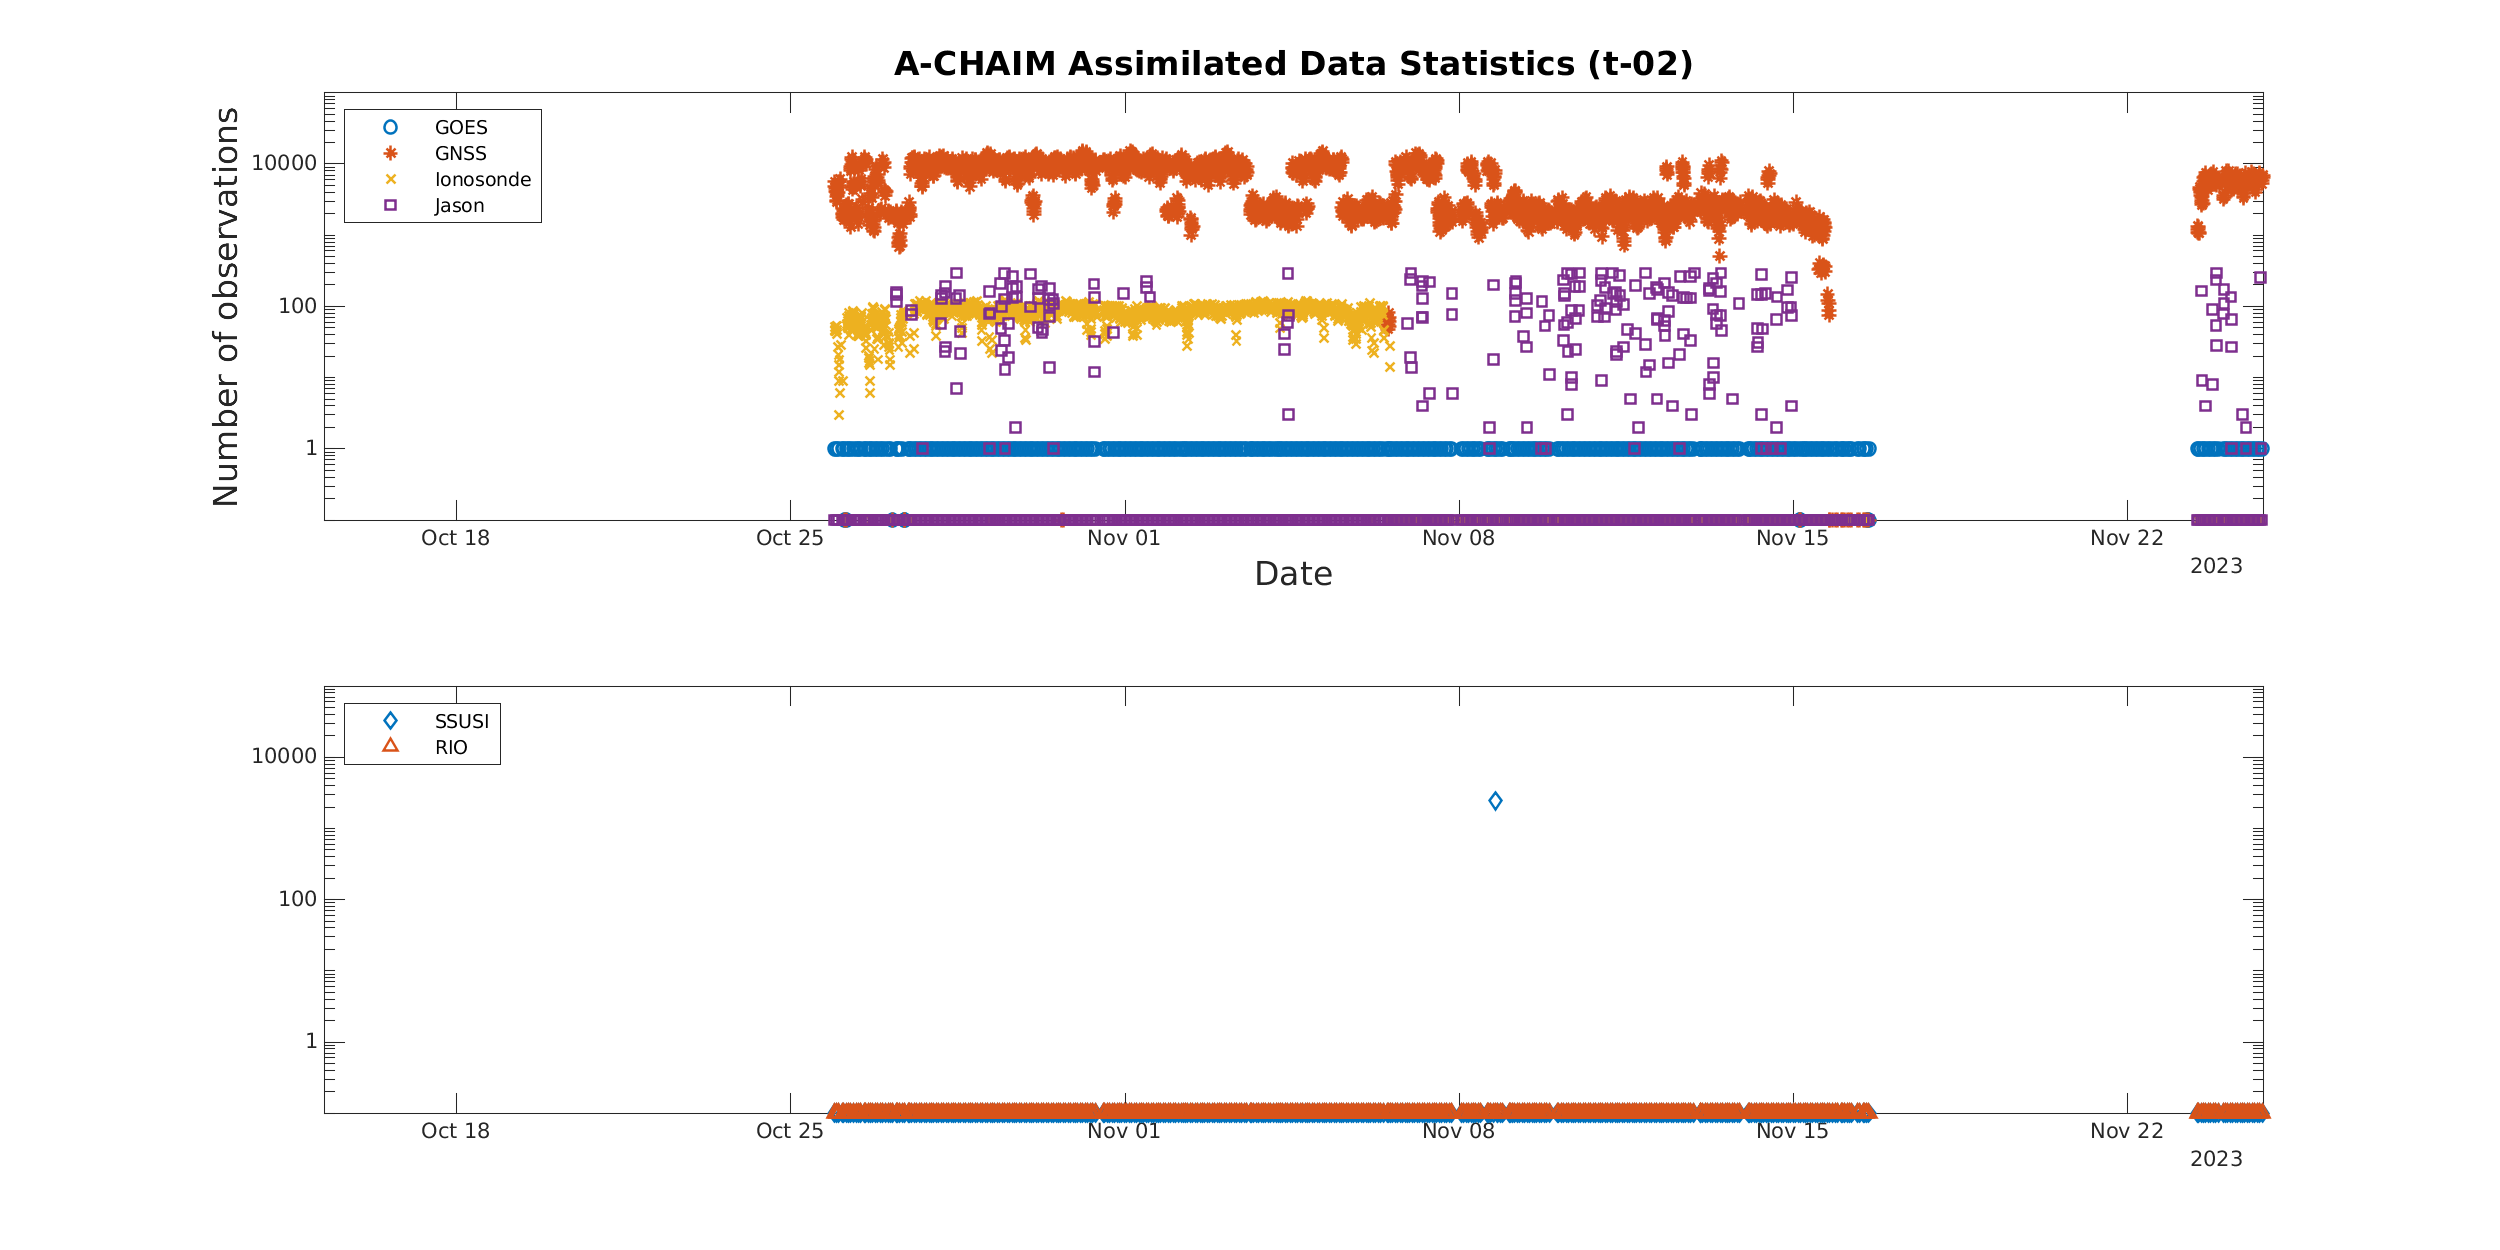 A-CHAIM Assimilated Data Statistics (t-02)
Number of observations
10000
100
1
GOES
GNSS
Ionosonde
Jason
Oct 18
Oct 25
Nov 01
Nov 08
Nov 15
Nov 22
2023
Date
10000
100
1
SSUSI
RIO
Oct 18
Oct 25
Nov 01
Nov 08
Nov 15
Nov 22
2023